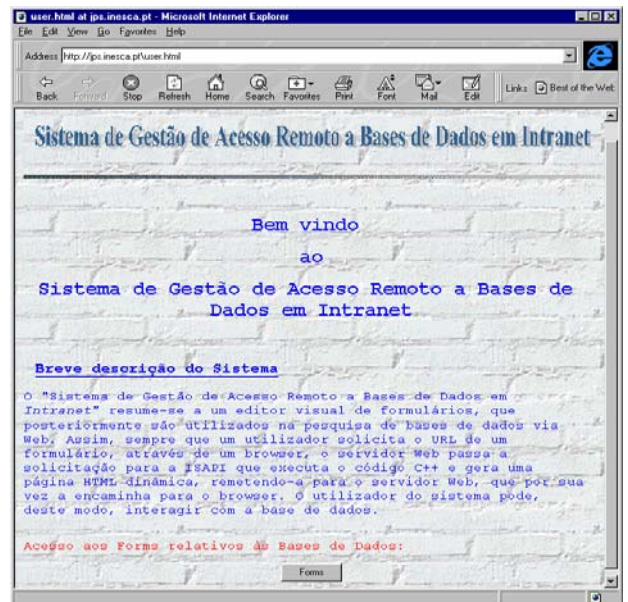 user.html at jps.inesca.pt - Microsoft Internet Explorer
File Edit View Go Favorites Help
Address http://jps.inesca.pt\user.html
Back Forward Stop Refresh Home Search Favorites Print Font Mail Edit Links Best of the Web
Sistema de Gestão de Acesso Remoto a Bases de Dados em Intranet
Bem vindo
ao
Sistema de Gestão de Acesso Remoto a Bases de
Dados em Intranet
Breve descrição do Sistema
O "Sistema de Gestão de Acesso Remoto a Bases de Dados em
Intranet" resume-se a um editor visual de formulários, que
posteriormente são utilizados na pesquisa de bases de dados via
Web. Assim, sempre que um utilizador solicita o URL de um
formulário, através de um browser, o servidor Web passa a
solicitação para a ISAPI que executa o código C++ e gera uma
página HTML dinâmica, remetendo-a para o servidor Web, que por sua
vez a encaminha para o browser. O utilizador do sistema pode,
deste modo, interagir com a base de dados.
Acesso aos Forms relativos às Bases de Dados:
Forms